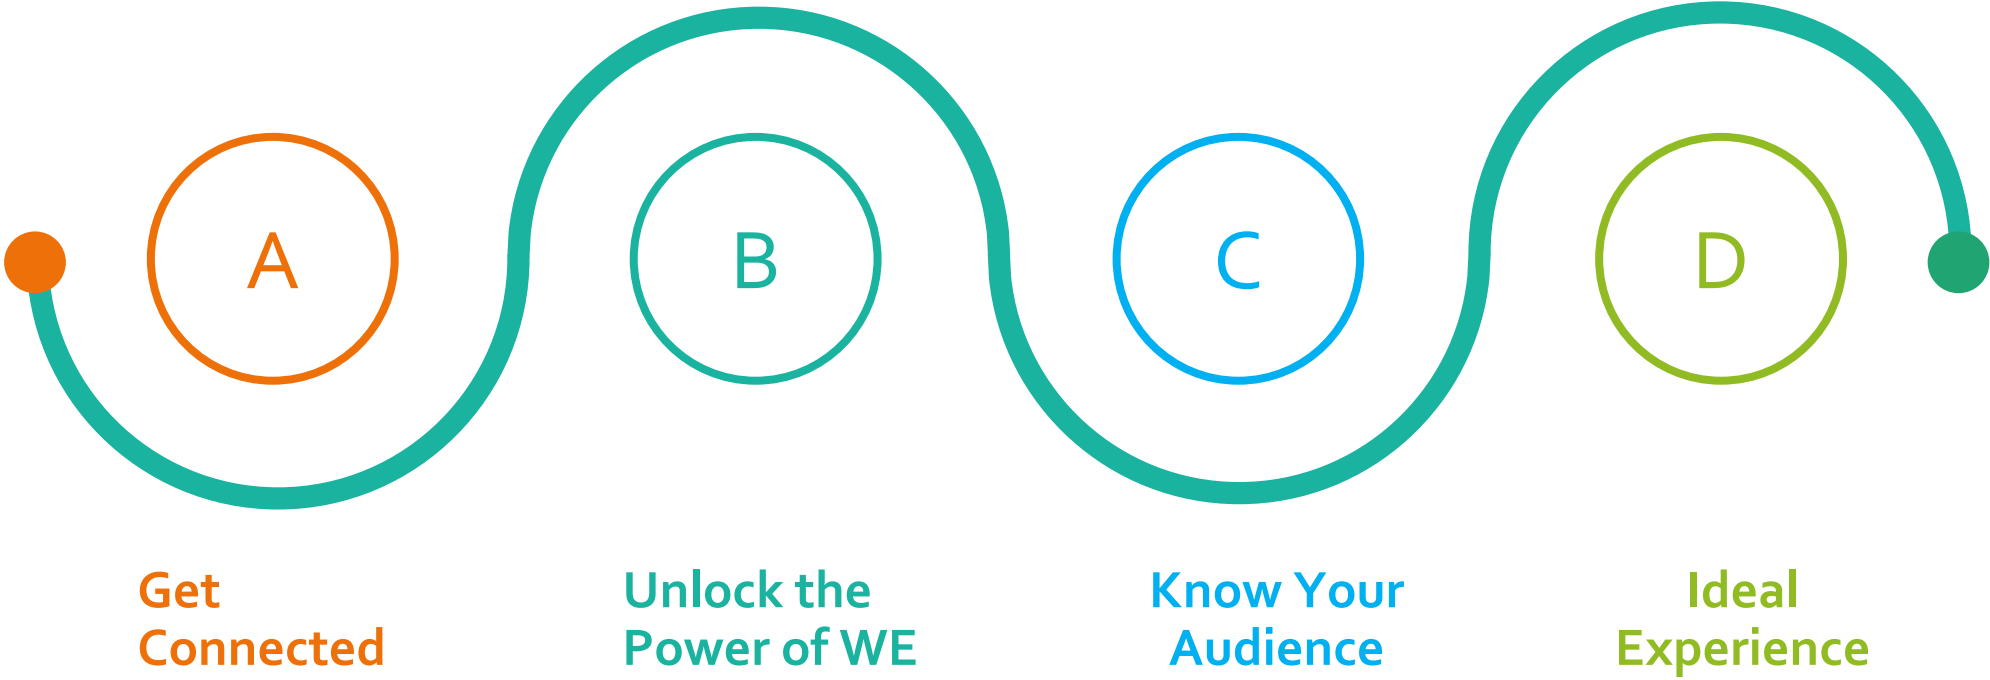 A
B
C
D
Get
Connected
Unlock the
Power of WE
Know Your
Audience
Ideal
Experience